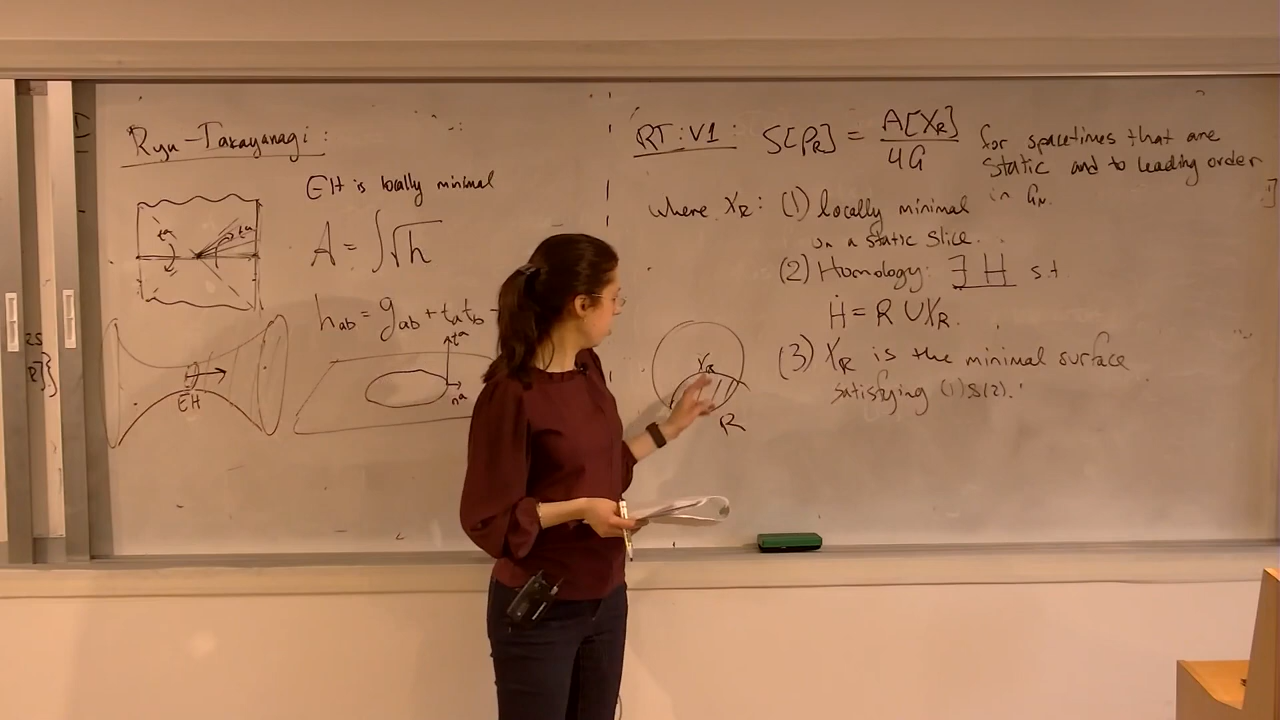 Ryu-Takayanagi:
EH is locally minimal
A = ∫√h
h_ab = g_ab + t_a t_b -
t^a
n^a
EH
RT: V1: S[ρ_R] = A[X_R] / 4G for spacetimes that are
static and to leading order
in G_N.
where X_R: (1) locally minimal
on a static slice.
(2) Homology: ∃ H s.t
Ḣ = R ∪ X_R.
(3) X_R is the minimal surface
satisfying (1) & (2).
X_R
R